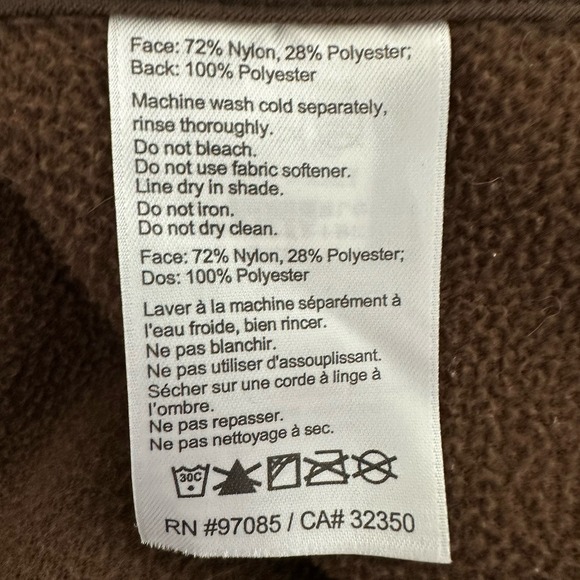 Face: 72% Nylon, 28% Polyester;
Back: 100% Polyester
Machine wash cold separately,
rinse thoroughly.
Do not bleach.
Do not use fabric softener.
Line dry in shade.
Do not iron.
Do not dry clean.
Face: 72% Nylon, 28% Polyester;
Dos: 100% Polyester
Laver à la machine séparément à
l'eau froide, bien rincer.
Ne pas blanchir.
Ne pas utiliser d'assouplissant.
Sécher sur une corde à linge à
l'ombre.
Ne pas repasser.
Ne pas nettoyage à sec.
30C
RN #97085 / CA# 32350